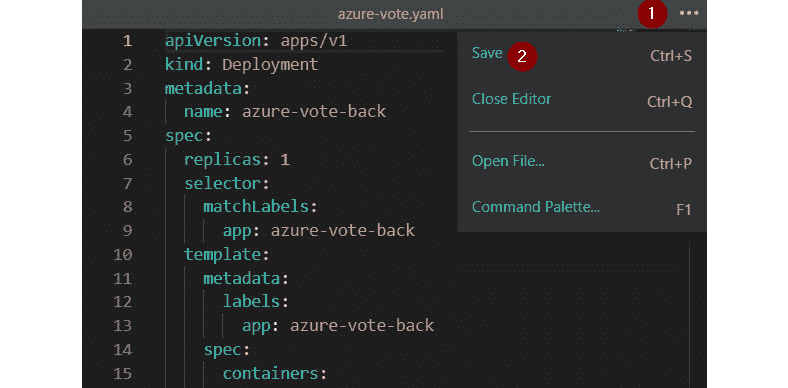 azure-vote.yaml
1 ...
1 apiVersion: apps/v1
2 kind: Deployment
3 metadata:
4 name: azure-vote-back
5 spec:
6 replicas: 1
7 selector:
8 matchLabels:
9 app: azure-vote-back
10 template:
11 metadata:
12 labels:
13 app: azure-vote-back
14 spec:
15 containers:
Save 2 Ctrl+S
Close Editor Ctrl+Q
Open File... Ctrl+P
Command Palette... F1